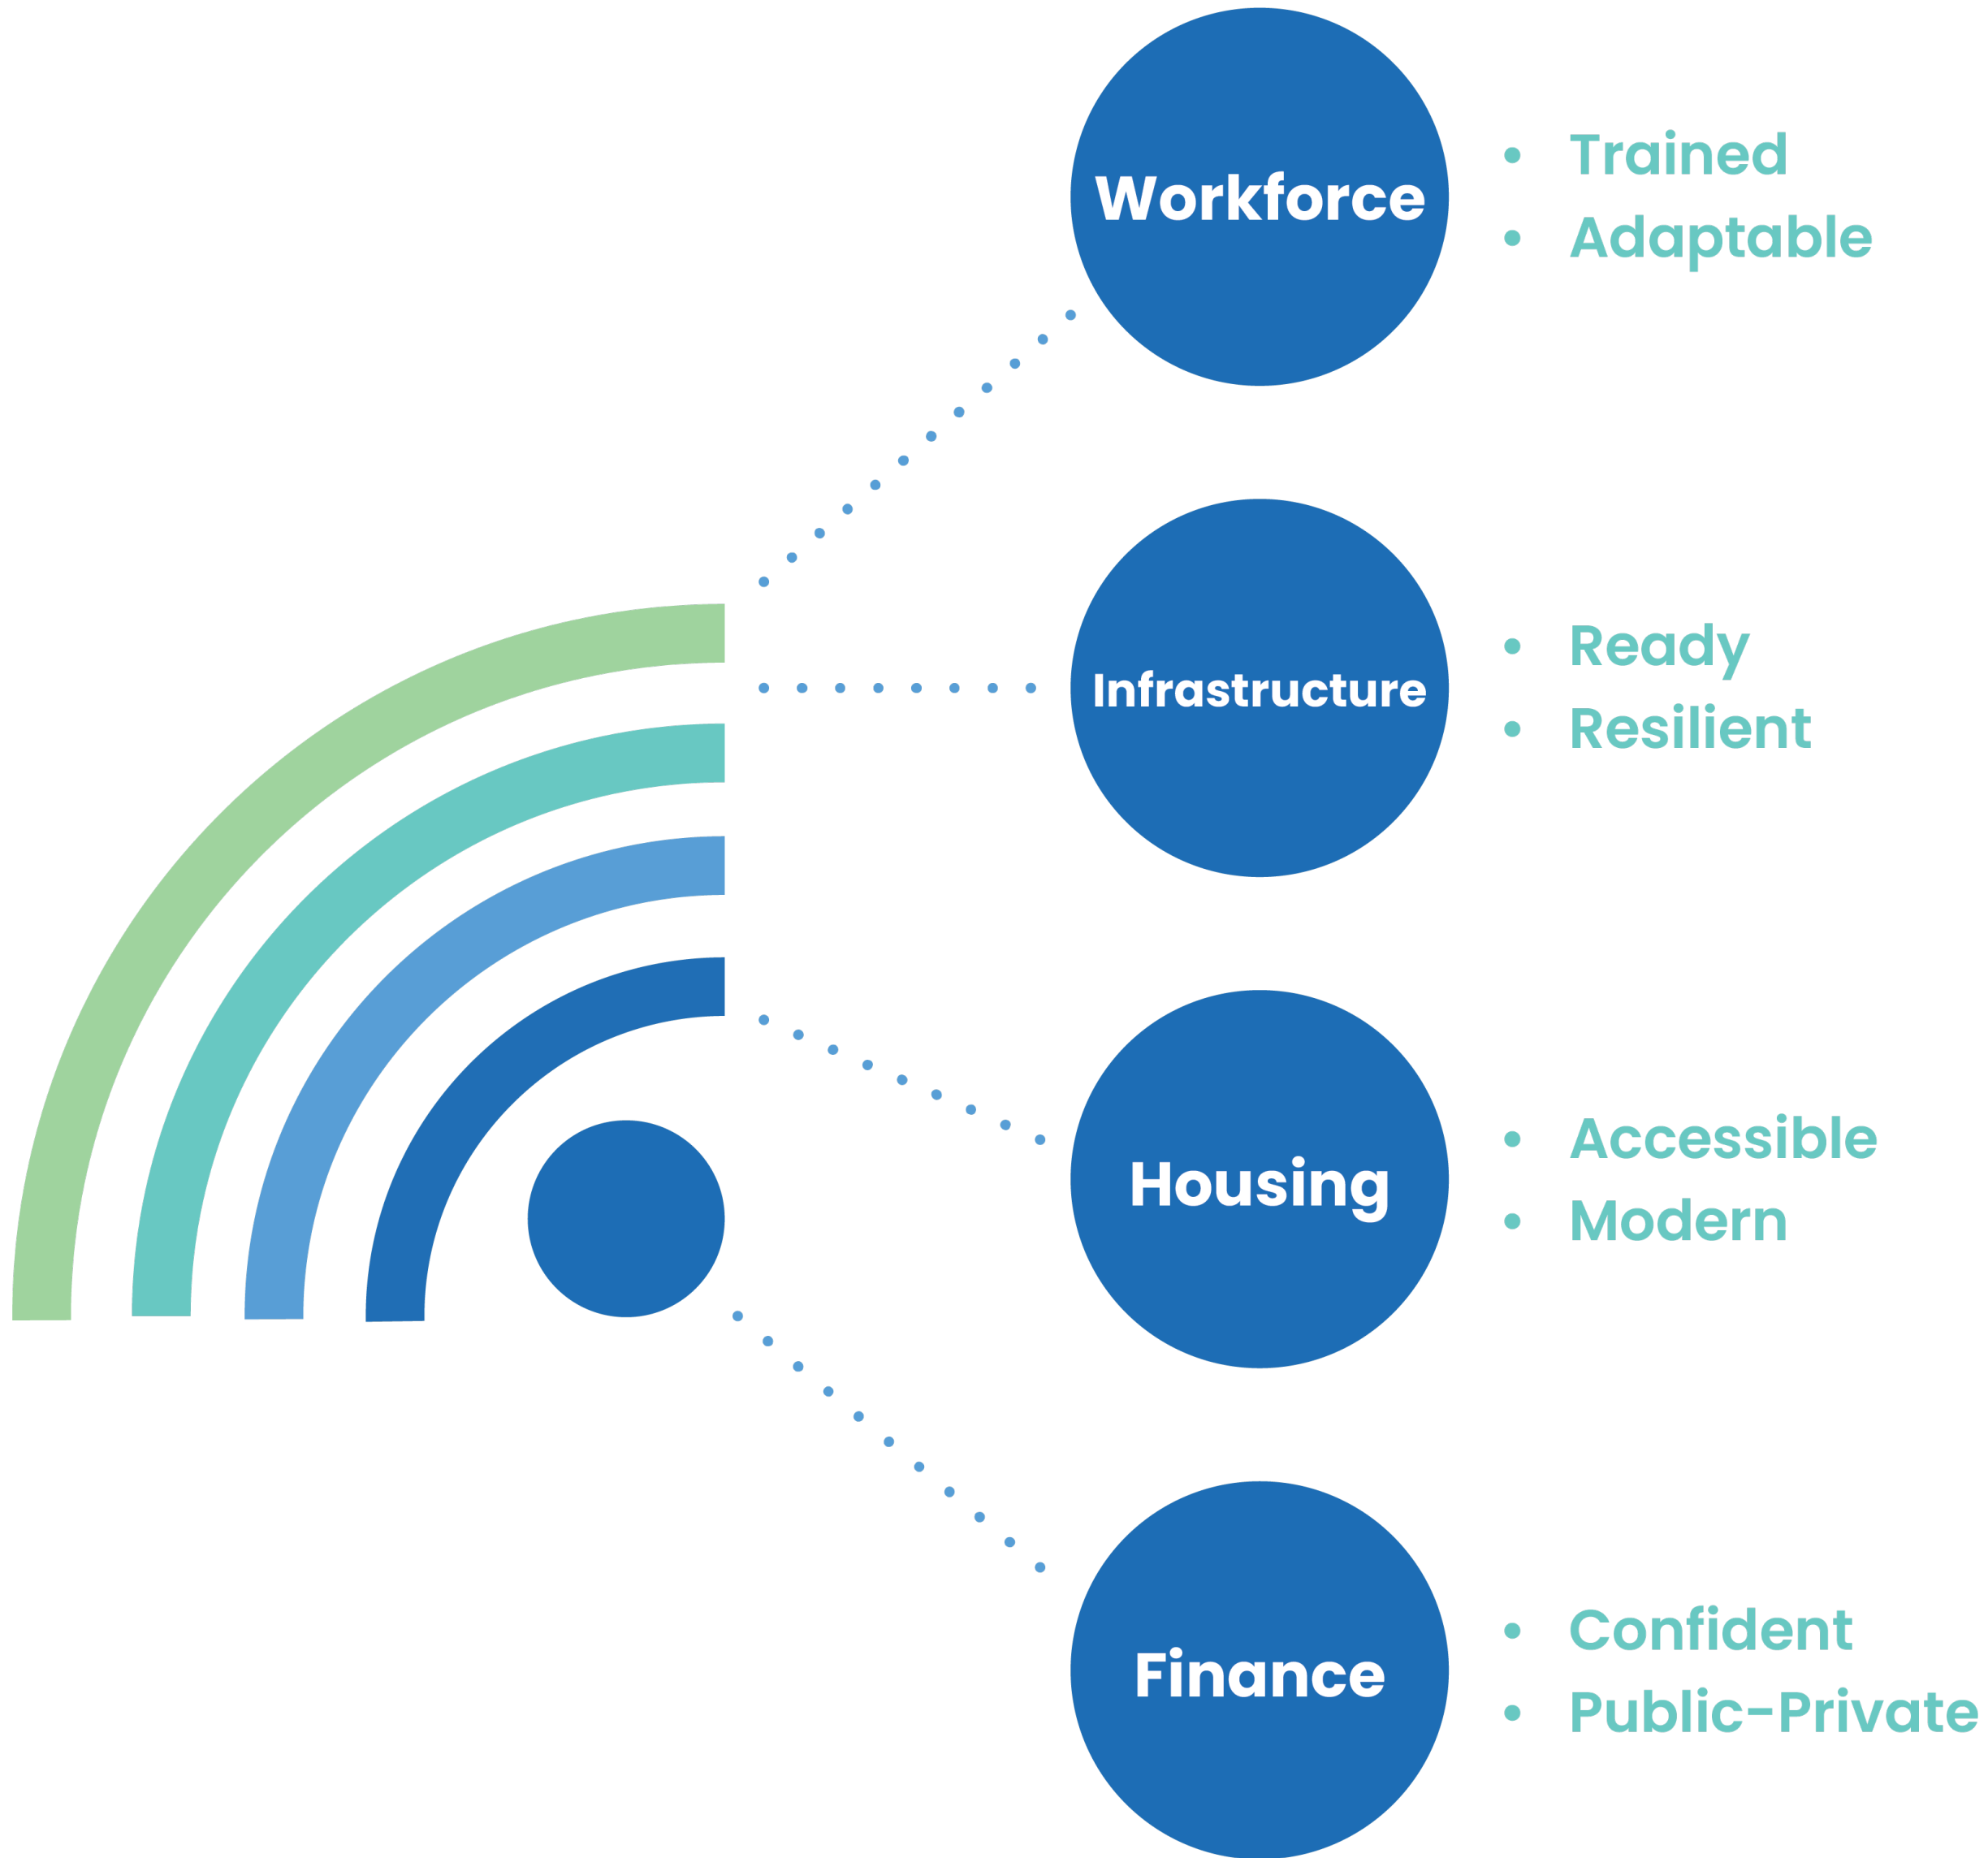 Workforce
Trained
Adaptable
Infrastructure
Ready
Resilient
Housing
Accessible
Modern
Finance
Confident
Public-Private